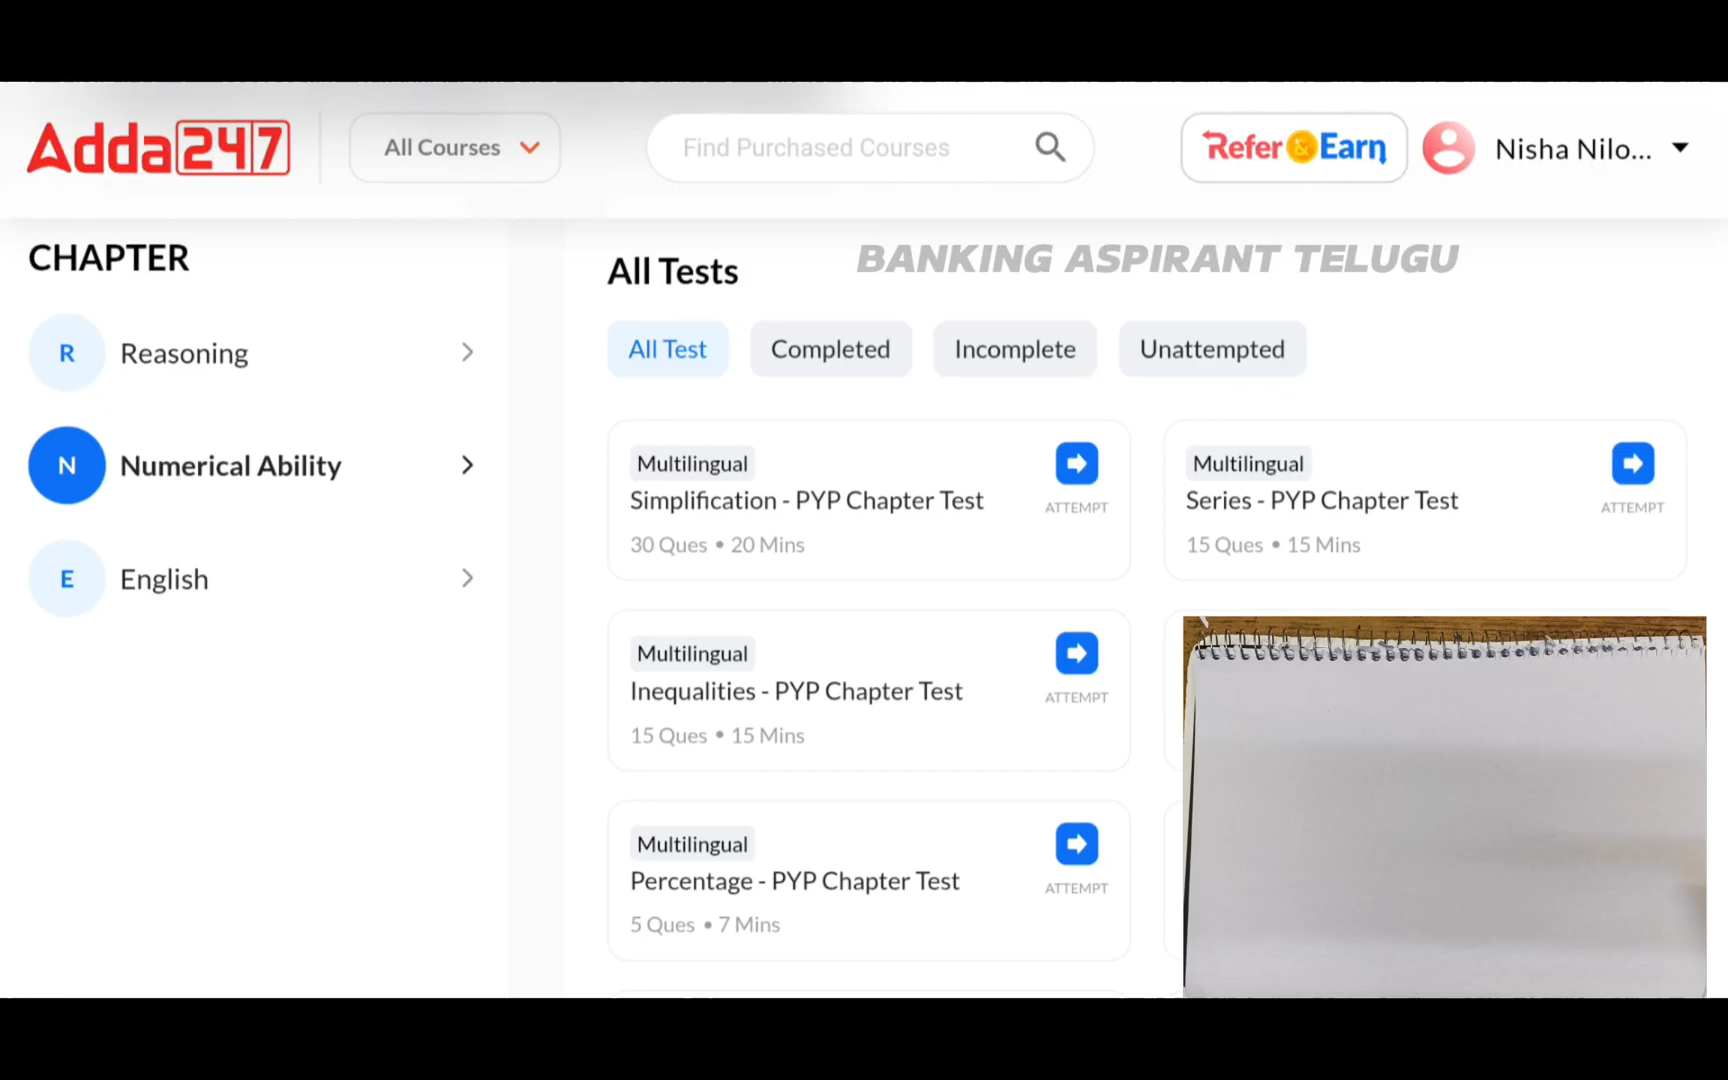 Adda247
All Courses
Find Purchased Courses
Refer & Earn
Nisha Nilo...
CHAPTER
R
Reasoning
N
Numerical Ability
E
English
All Tests
BANKING ASPIRANT TELUGU
All Test
Completed
Incomplete
Unattempted
Multilingual
Simplification - PYP Chapter Test
30 Ques • 20 Mins
ATTEMPT
Multilingual
Series - PYP Chapter Test
15 Ques • 15 Mins
ATTEMPT
Multilingual
Inequalities - PYP Chapter Test
15 Ques • 15 Mins
ATTEMPT
Multilingual
Percentage - PYP Chapter Test
5 Ques • 7 Mins
ATTEMPT